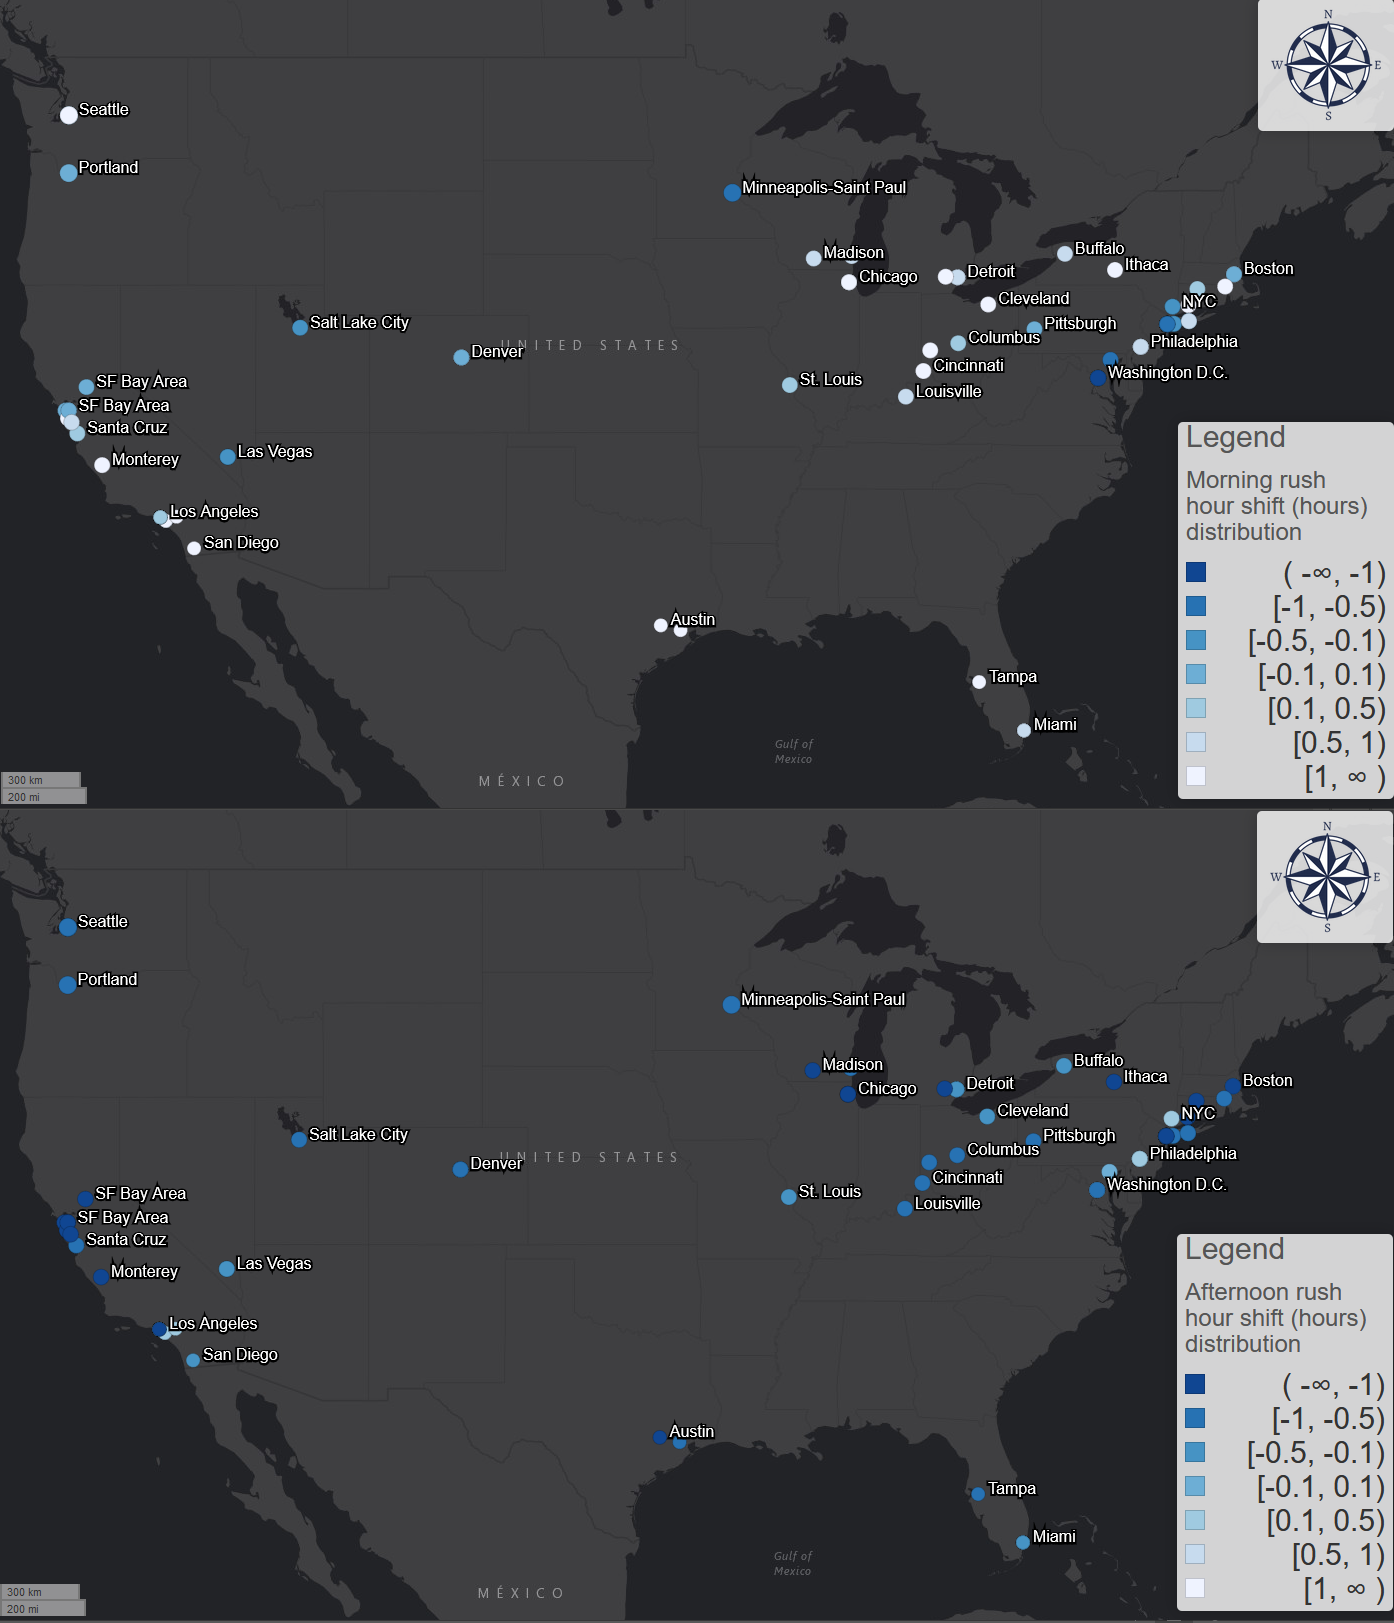 N
W
E
S
Seattle
Portland
Minneapolis-Saint Paul
Madison
Chicago
Buffalo
Ithaca
Boston
Detroit
Cleveland
NYC
Salt Lake City
Denver
UNITED STATES
Columbus
Pittsburgh
Philadelphia
Cincinnati
Washington D.C.
St. Louis
Louisville
SF Bay Area
SF Bay Area
Santa Cruz
Las Vegas
Monterey
Los Angeles
San Diego
Austin
Tampa
Miami
Gulf of
Mexico
MÉXICO
300 km
200 mi
Legend
Morning rush
hour shift (hours)
distribution
( -∞, -1)
[-1, -0.5)
[-0.5, -0.1)
[-0.1, 0.1)
[0.1, 0.5)
[0.5, 1)
[1, ∞ )
N
W
E
S
Seattle
Portland
Minneapolis-Saint Paul
Madison
Chicago
Buffalo
Ithaca
Boston
Detroit
Cleveland
NYC
Salt Lake City
Denver
UNITED STATES
Columbus
Pittsburgh
Philadelphia
Cincinnati
Washington D.C.
St. Louis
Louisville
SF Bay Area
SF Bay Area
Santa Cruz
Las Vegas
Monterey
Los Angeles
San Diego
Austin
Tampa
Miami
Gulf of
Mexico
MÉXICO
300 km
200 mi
Legend
Afternoon rush
hour shift (hours)
distribution
( -∞, -1)
[-1, -0.5)
[-0.5, -0.1)
[-0.1, 0.1)
[0.1, 0.5)
[0.5, 1)
[1, ∞ )